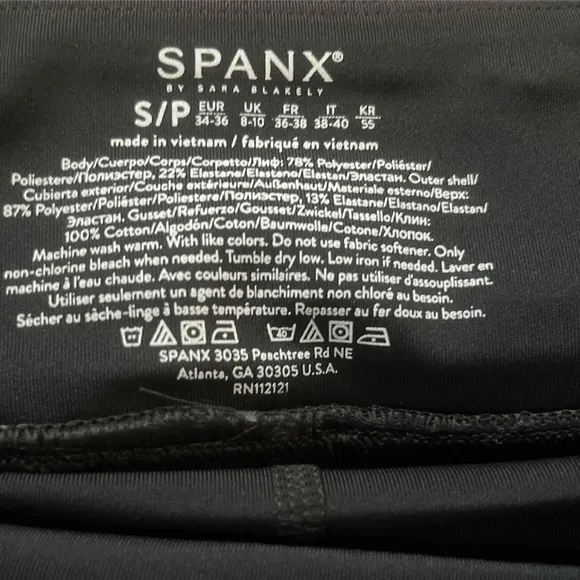 SPANX®
BY SARA BLAKELY
S/P EUR 34-36 UK 8-10 FR 36-38 IT 38-40 KR 55
made in vietnam / fabriqué en vietnam
Body/Cuerpo/Corps/Corpetto/Лиф: 78% Polyester/Poliéster/
Poliestere/Полиэстер, 22% Elastane/Elastano/Elastan/Эластан. Outer shell/
Cubierta exterior/Couche extérieure/Außenhaut/Materiale esterno/Верх:
87% Polyester/Poliéster/Poliestere/Полиэстер, 13% Elastane/Elastano/Elastan/
Эластан. Gusset/Refuerzo/Gousset/Zwickel/Tassello/Клин:
100% Cotton/Algodón/Coton/Baumwolle/Cotone/Хлопок.
Machine wash warm. With like colors. Do not use fabric softener. Only
non-chlorine bleach when needed. Tumble dry low. Low iron if needed. Laver en
machine à l'eau chaude. Avec couleurs similaires. Ne pas utiliser d'assouplissant.
Utiliser seulement un agent de blanchiment non chloré au besoin.
Sécher au sèche-linge à basse température. Repasser au fer doux au besoin.
40
SPANX 3035 Peachtree Rd NE
Atlanta, GA 30305 U.S.A.
RN112121